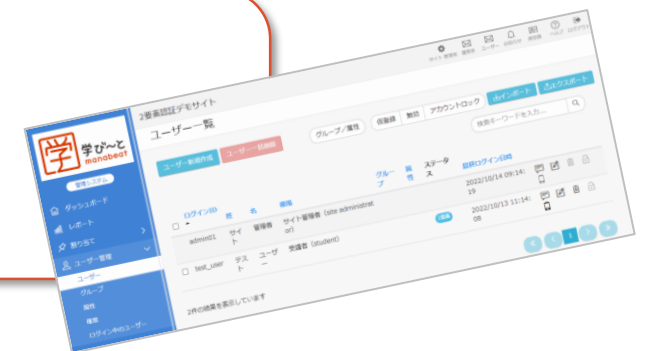 サイト管理者 運営者 ユーザー お知らせ ヘルプ ログアウト
2要素認証デモサイト
学
学び〜と
manabeat
管理システム
ダッシュボード
レポート
割り当て
ユーザー管理
ユーザー
グループ
属性
権限
ログイン中のユーザー
ユーザー一覧
ユーザー新規作成
ユーザー一括削除
グループ/属性
仮登録 無効 アカウントロック
インポート
エクスポート
検索キーワードを入力...
ログインID 姓 名 権限 グループ 属性 ステータス 最終ログイン日時
admin01 サイト 管理者 サイト管理者 (site administrator) 2022/10/14 09:14:19
test_user テスト ユーザー 受講者 (student) 2022/10/13 11:14:08
2件の結果を表示しています
1